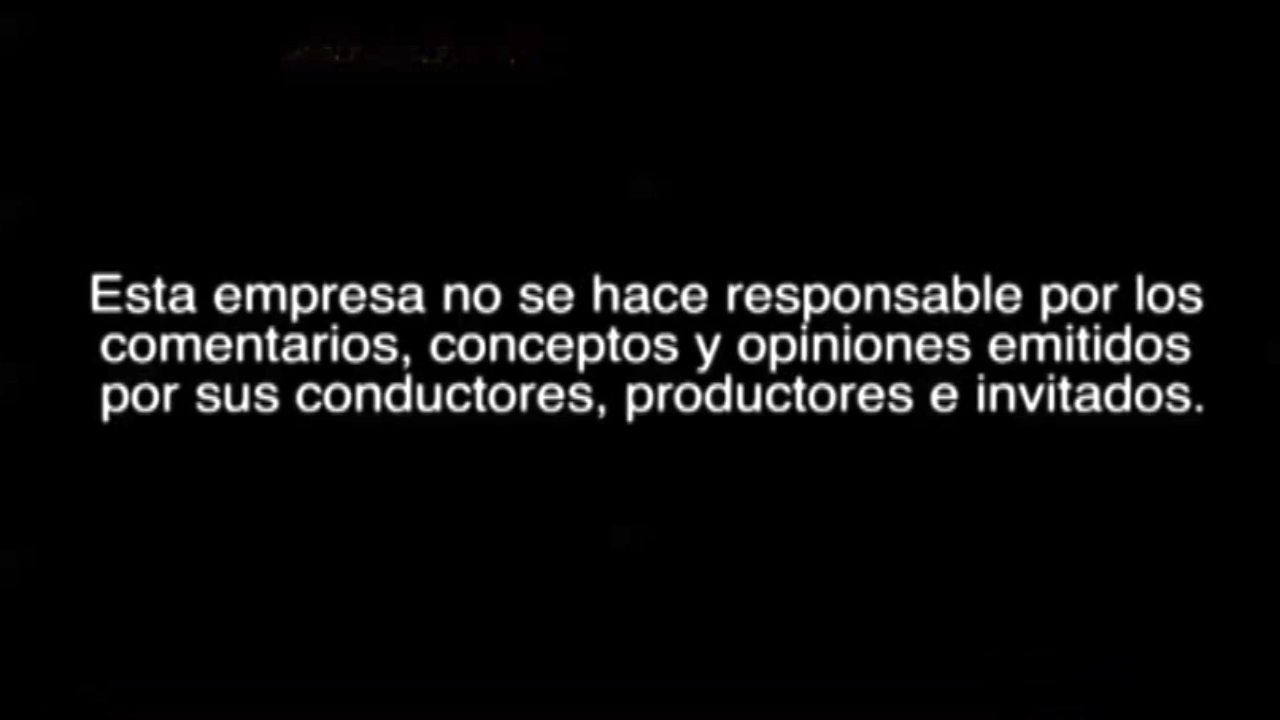 Esta empresa no se hace responsable por los
comentarios, conceptos y opiniones emitidos
por sus conductores, productores e invitados.